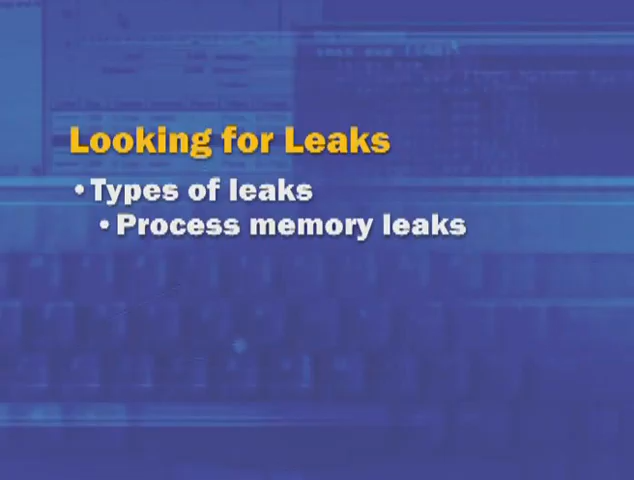 Looking for Leaks
•Types of leaks
•Process memory leaks